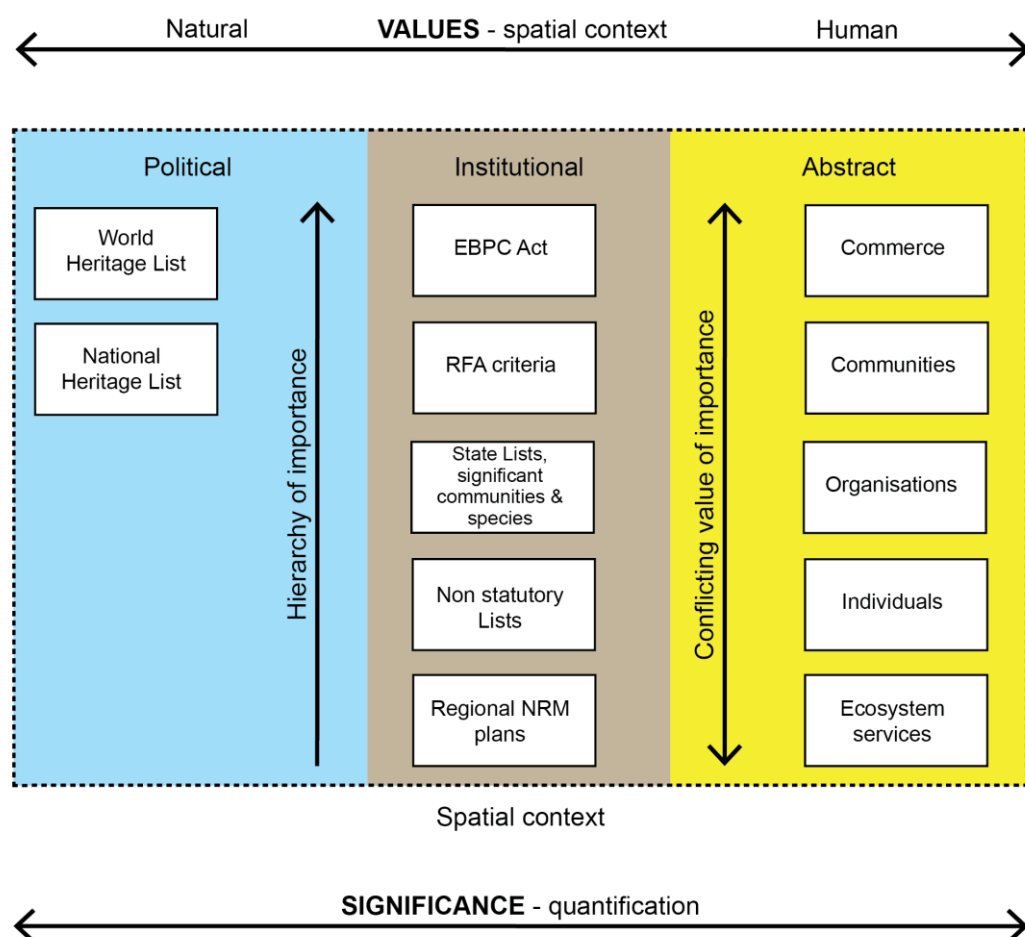 Natural VALUES - spatial context Human
Political
Institutional
Abstract
World
Heritage List
National
Heritage List
Hierarchy of importance
EBPC Act
RFA criteria
State Lists,
significant
communities &
species
Non statutory
Lists
Regional NRM
plans
Conflicting value of importance
Commerce
Communities
Organisations
Individuals
Ecosystem
services
Spatial context
SIGNIFICANCE - quantification